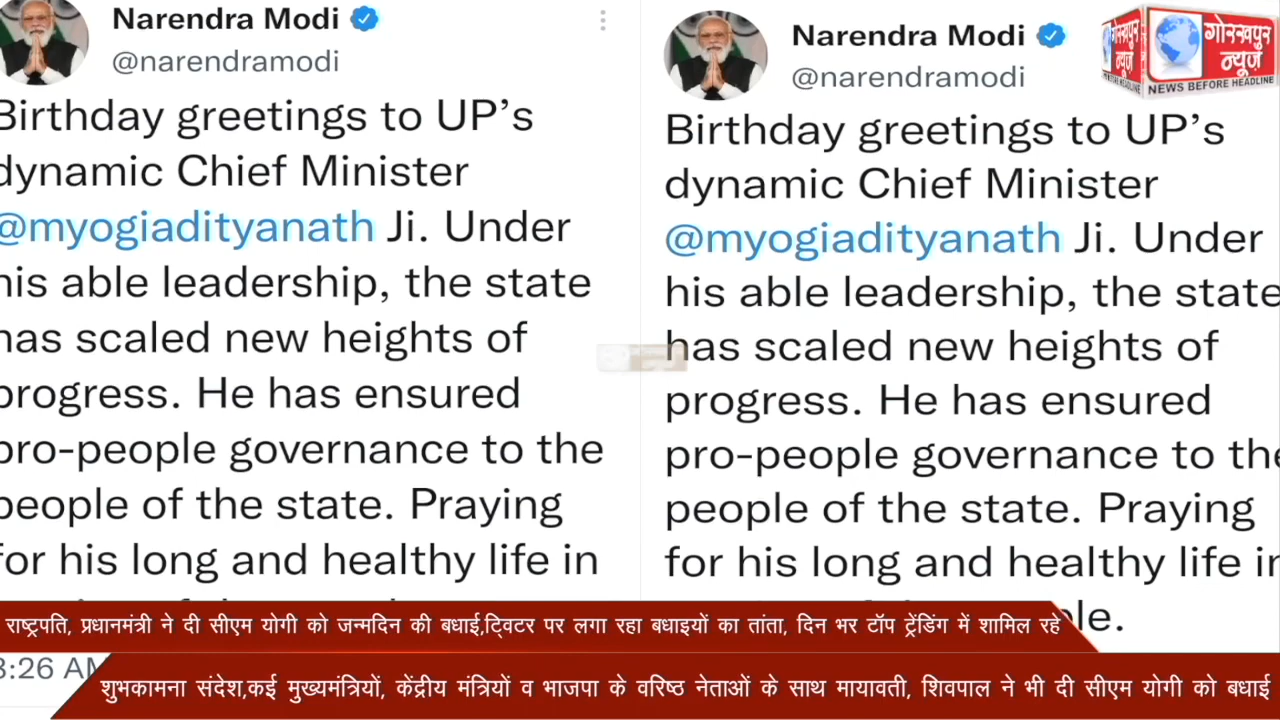 Narendra Modi
@narendramodi
Birthday greetings to UP's
dynamic Chief Minister
@myogiadityanath Ji. Under
his able leadership, the state
has scaled new heights of
progress. He has ensured
pro-people governance to the
people of the state. Praying
for his long and healthy life in
3:26 AM
Narendra Modi
@narendramodi
Birthday greetings to UP's
dynamic Chief Minister
@myogiadityanath Ji. Under
his able leadership, the state
has scaled new heights of
progress. He has ensured
pro-people governance to the
people of the state. Praying
for his long and healthy life in
गोरखपुर
न्यूज़
NEWS BEFORE HEADLINE
राष्ट्रपति, प्रधानमंत्री ने दी सीएम योगी को जन्मदिन की बधाई,ट्विटर पर लगा रहा बधाइयों का तांता, दिन भर टॉप ट्रेंडिंग में शामिल रहे
शुभकामना संदेश,कई मुख्यमंत्रियों, केंद्रीय मंत्रियों व भाजपा के वरिष्ठ नेताओं के साथ मायावती, शिवपाल ने भी दी सीएम योगी को बधाई